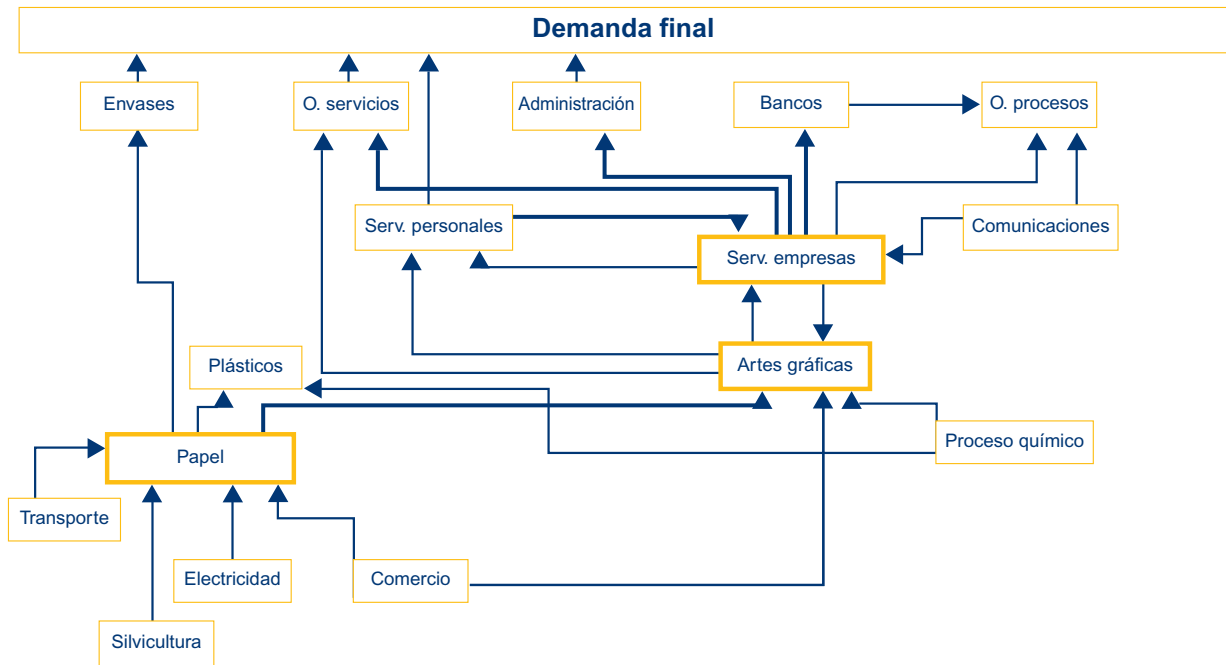 Demanda final
Envases
O. servicios
Administración
Bancos
O. procesos
Serv. personales
Comunicaciones
Serv. empresas
Plásticos
Artes gráficas
Papel
Proceso químico
Transporte
Electricidad
Comercio
Silvicultura